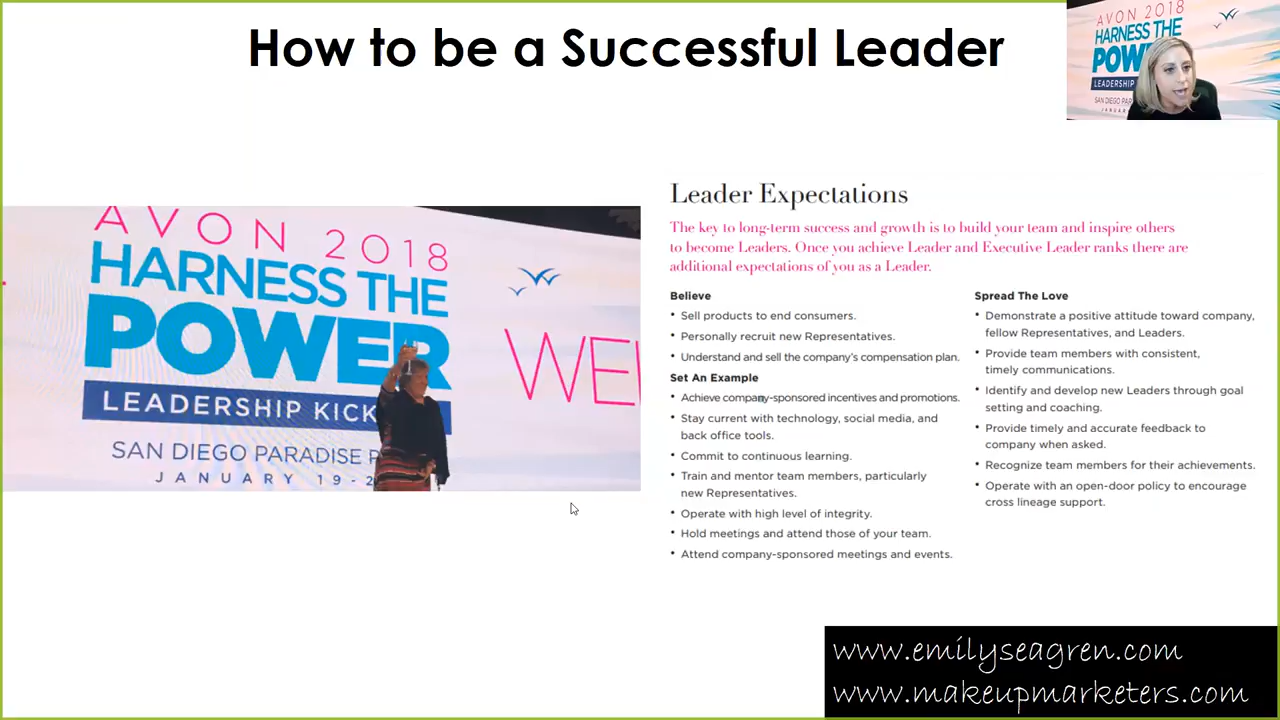 How to be a Successful Leader
AVON 2018
HARNESS THE
POW
LEADERSHIP
SAN DIEGO
AVON 2018
HARNESS THE
POWER
LEADERSHIP KICK
SAN DIEGO PARADISE P
JANUARY 19-2
WEL
Leader Expectations
The key to long-term success and growth is to build your team and inspire others
to become Leaders. Once you achieve Leader and Executive Leader ranks there are
additional expectations of you as a Leader.
Believe
• Sell products to end consumers.
• Personally recruit new Representatives.
• Understand and sell the company's compensation plan.
Set An Example
• Achieve company-sponsored incentives and promotions.
• Stay current with technology, social media, and
back office tools.
• Commit to continuous learning.
• Train and mentor team members, particularly
new Representatives.
• Operate with high level of integrity.
• Hold meetings and attend those of your team.
• Attend company-sponsored meetings and events.
Spread The Love
• Demonstrate a positive attitude toward company,
fellow Representatives, and Leaders.
• Provide team members with consistent,
timely communications.
• Identify and develop new Leaders through goal
setting and coaching.
• Provide timely and accurate feedback to
company when asked.
• Recognize team members for their achievements.
• Operate with an open-door policy to encourage
cross lineage support.
www.emilyseagren.com
www.makeupmarketers.com